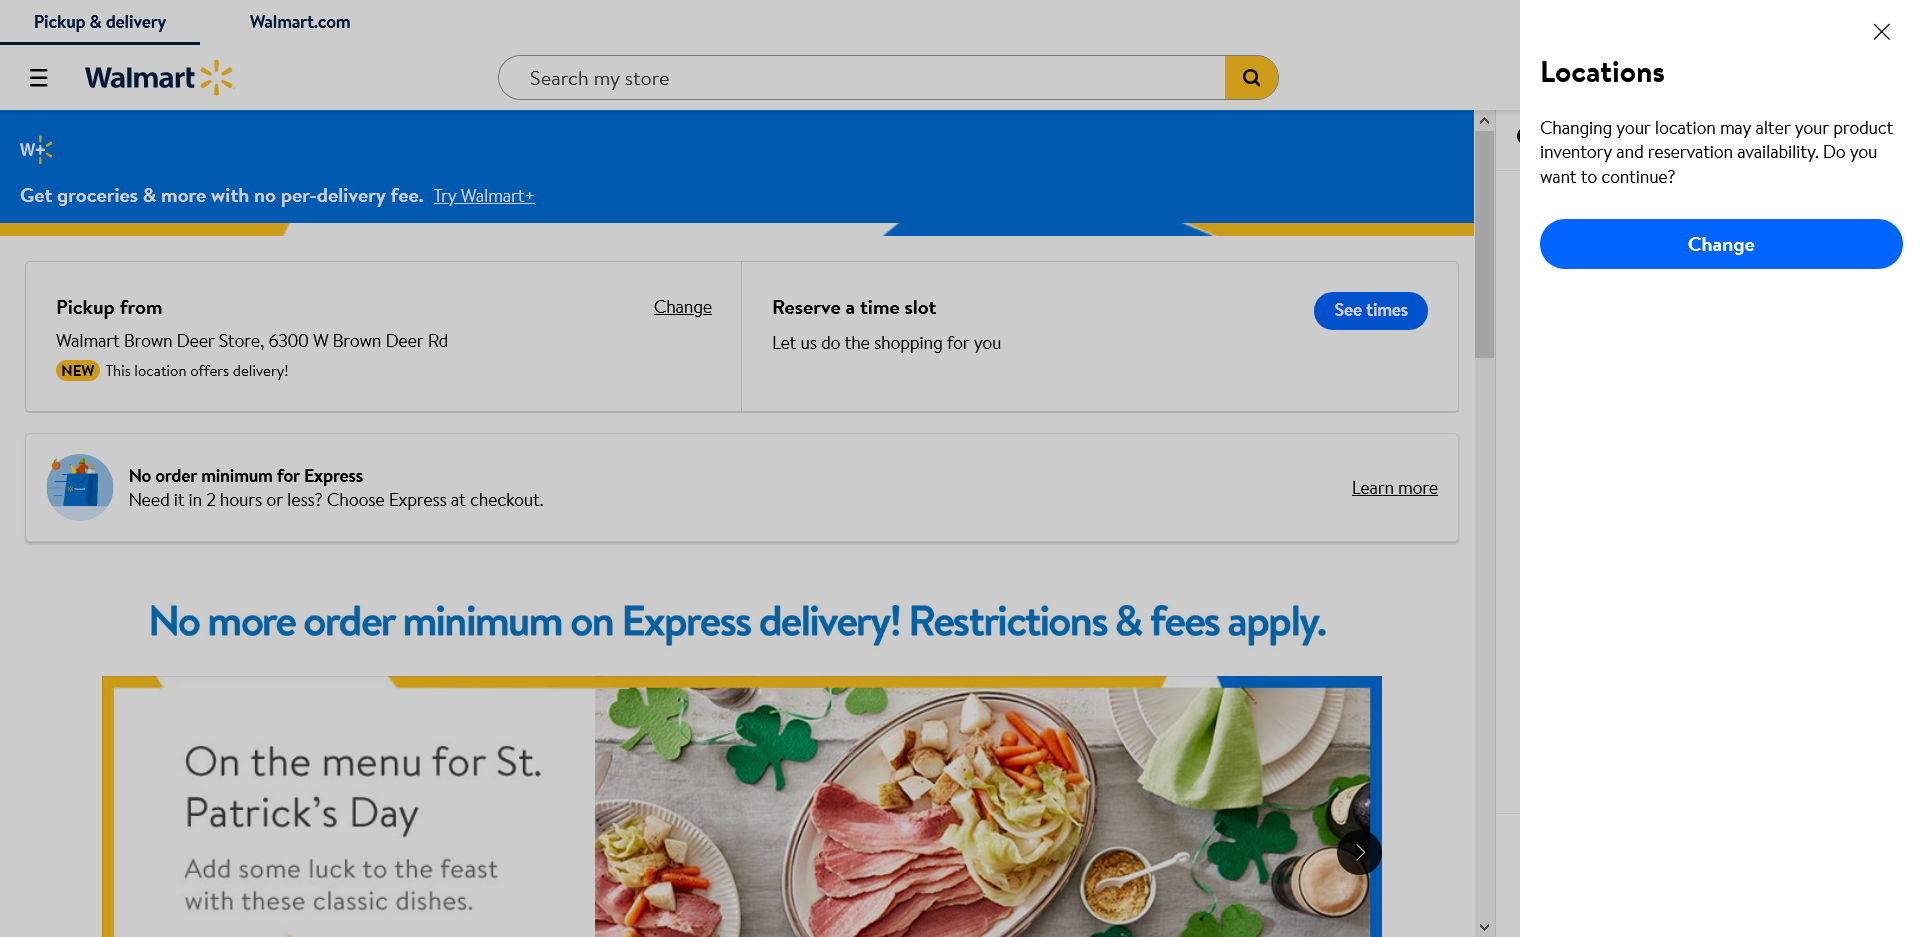 Pickup & delivery
Walmart.com
Walmart
Search my store
W+
Get groceries & more with no per-delivery fee. Try Walmart+
Pickup from
Change
Walmart Brown Deer Store, 6300 W Brown Deer Rd
NEW This location offers delivery!
Reserve a time slot
See times
Let us do the shopping for you
No order minimum for Express
Need it in 2 hours or less? Choose Express at checkout.
Learn more
No more order minimum on Express delivery! Restrictions & fees apply.
On the menu for St.
Patrick's Day
Add some luck to the feast
with these classic dishes.
Locations
Changing your location may alter your product
inventory and reservation availability. Do you
want to continue?
Change